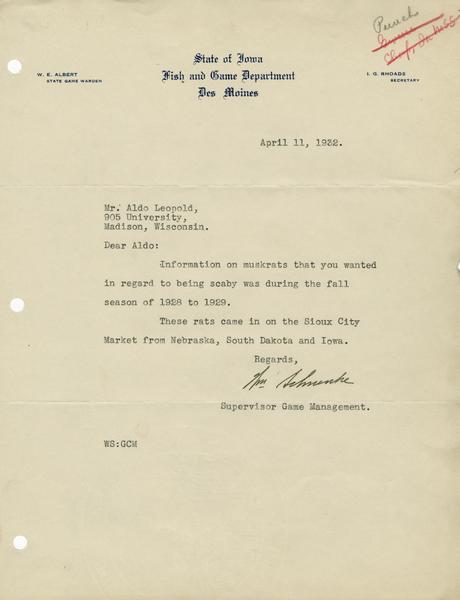 Punch
State of Iowa
Fish and Game Department
Des Moines
W. E. ALBERT
STATE GAME WARDEN
I. G. RHOADS
SECRETARY
April 11, 1932.
Mr. Aldo Leopold,
905 University,
Madison, Wisconsin.
Dear Aldo:
Information on muskrats that you wanted
in regard to being scaby was during the fall
season of 1928 to 1929.
These rats came in on the Sioux City
Market from Nebraska, South Dakota and Iowa.
Regards,
Wm Schwenke
Supervisor Game Management.
WS:GCM